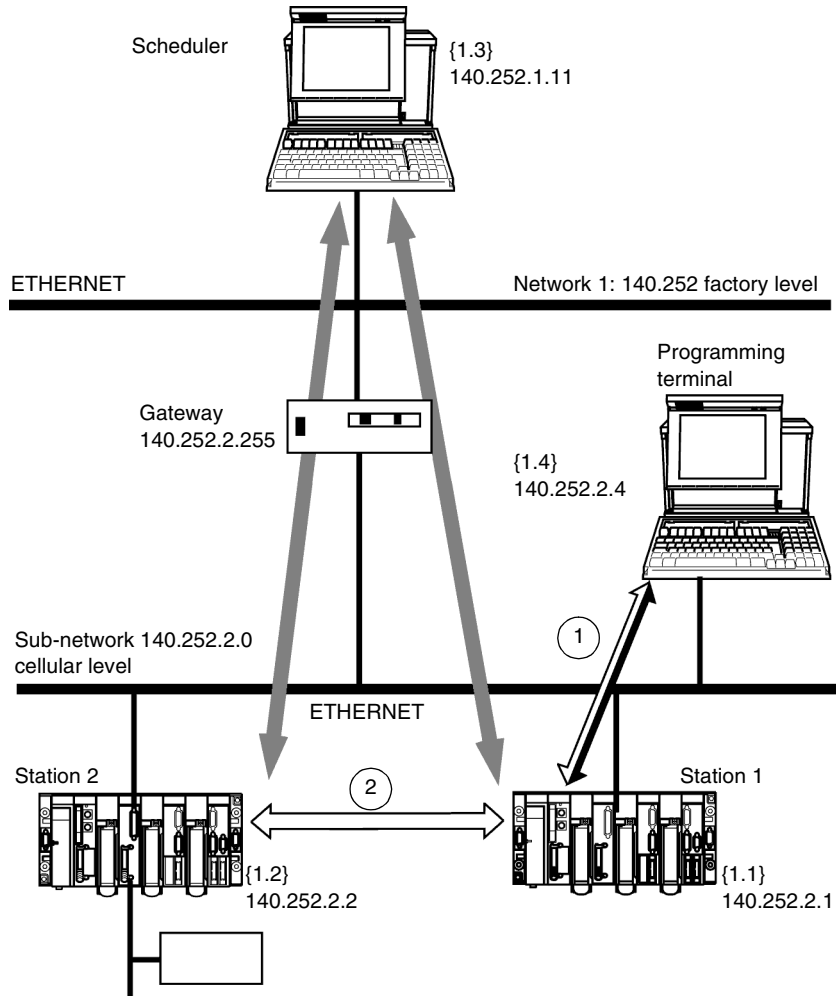 Scheduler
{1.3}
140.252.1.11
ETHERNET
Network 1: 140.252 factory level
Programming
terminal
Gateway
140.252.2.255
{1.4}
140.252.2.4
1
Sub-network 140.252.2.0
cellular level
ETHERNET
Station 2
2
Station 1
{1.2}
140.252.2.2
{1.1}
140.252.2.1